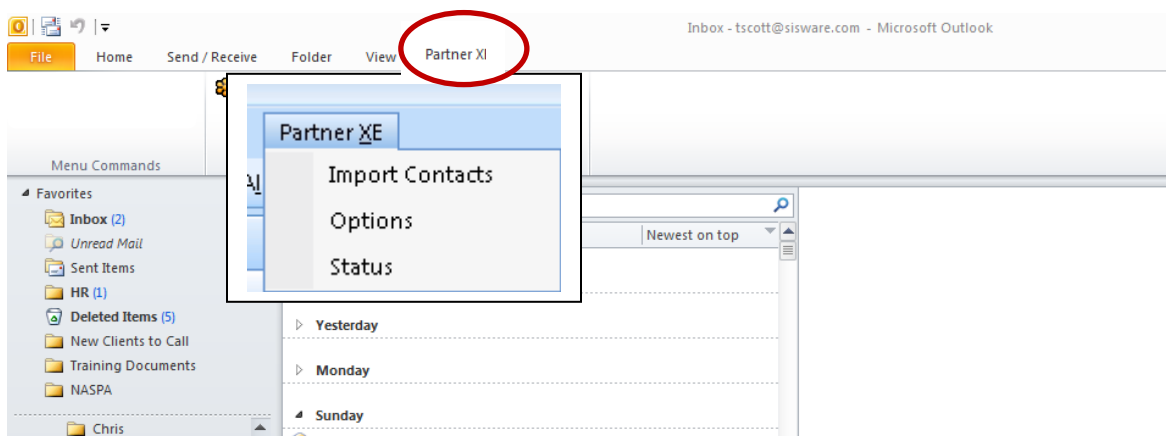 Inbox - tscott@sisware.com - Microsoft Outlook
File Home Send / Receive Folder View Partner XI
Partner XE
Import Contacts
Options
Status
Menu Commands
Favorites
Inbox (2)
Unread Mail
Sent Items
HR (1)
Deleted Items (5)
New Clients to Call
Training Documents
NASPA
Chris
Newest on top
Yesterday
Monday
Sunday